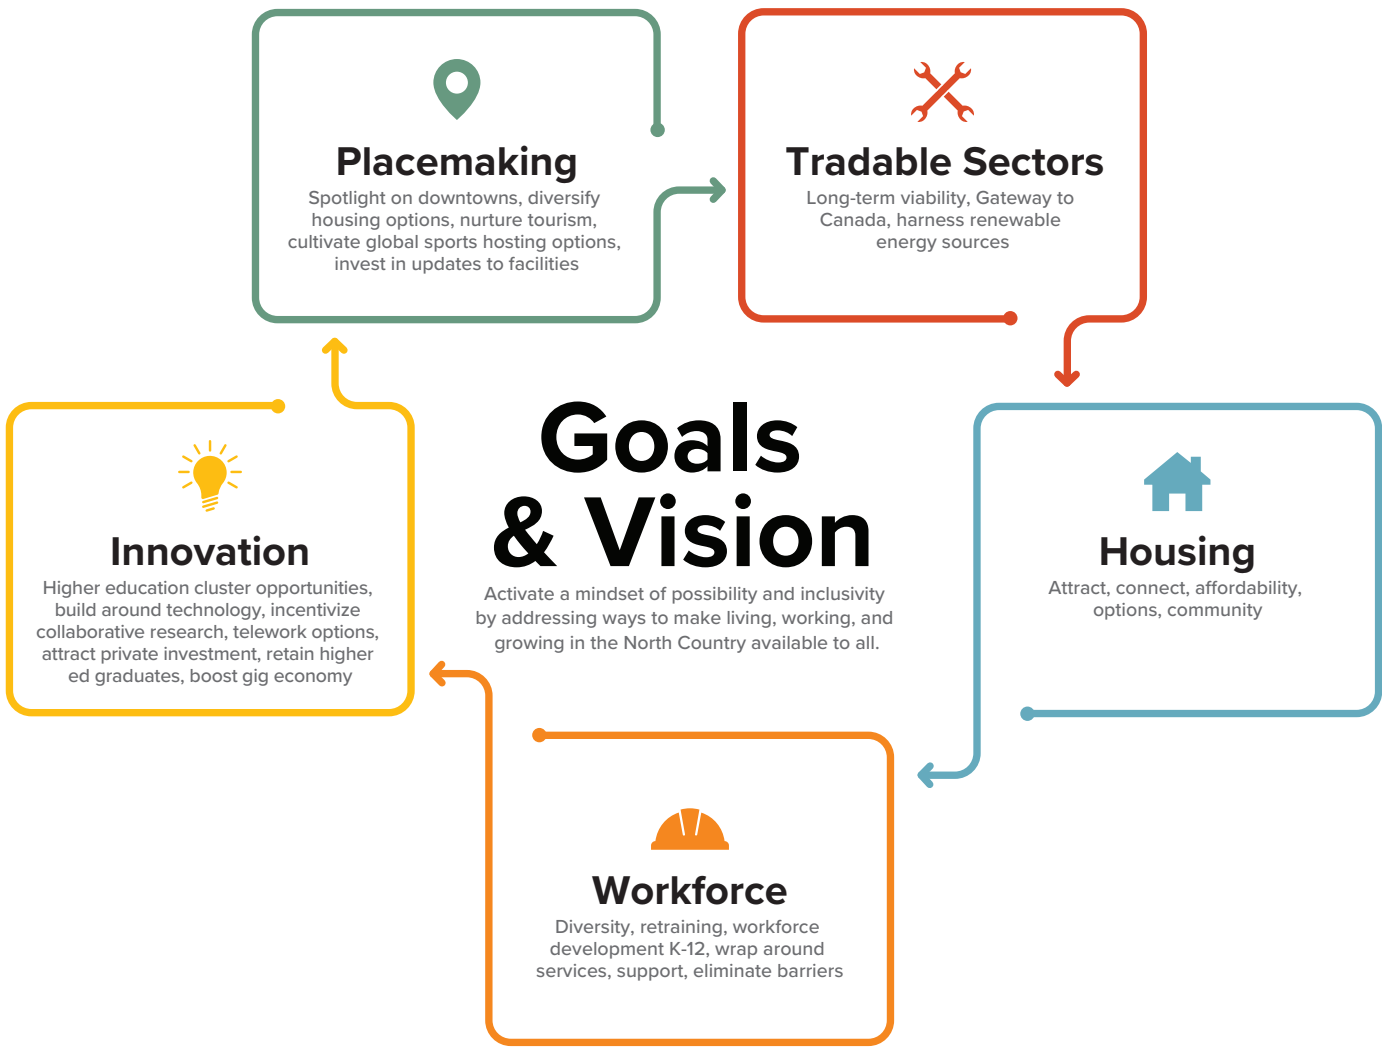 Placemaking
Spotlight on downtowns, diversify
housing options, nurture tourism,
cultivate global sports hosting options,
invest in updates to facilities
Tradable Sectors
Long-term viability, Gateway to
Canada, harness renewable
energy sources
Goals
& Vision
Activate a mindset of possibility and inclusivity
by addressing ways to make living, working, and
growing in the North Country available to all.
Innovation
Higher education cluster opportunities,
build around technology, incentivize
collaborative research, telework options,
attract private investment, retain higher
ed graduates, boost gig economy
Housing
Attract, connect, affordability,
options, community
Workforce
Diversity, retraining, workforce
development K-12, wrap around
services, support, eliminate barriers